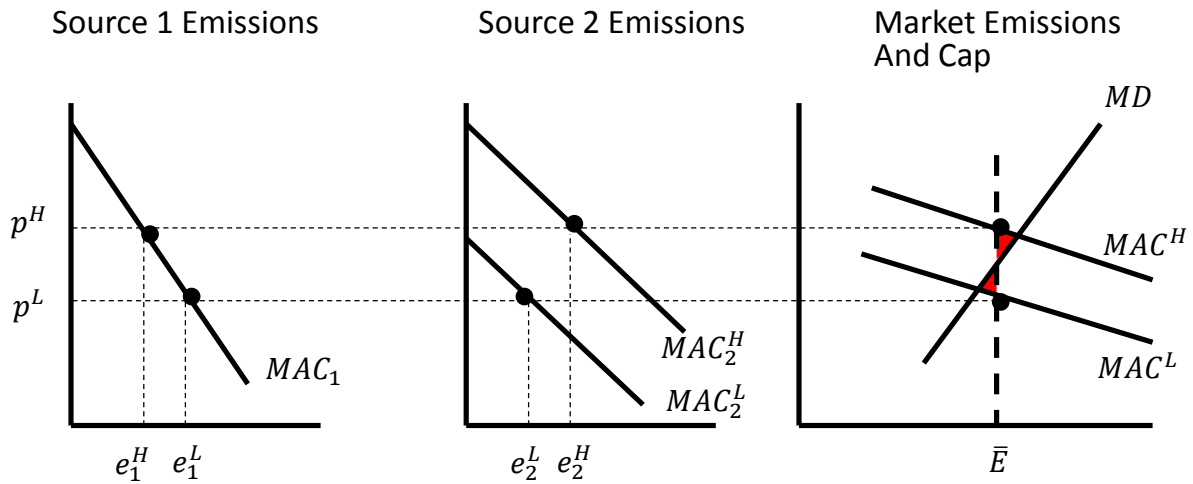 Source 1 Emissions
Source 2 Emissions
Market Emissions
And Cap
MD
p^H
MAC^H
p^L
MAC_2^H
MAC^L
MAC_1
MAC_2^L
e_1^H e_1^L
e_2^L e_2^H
Ē